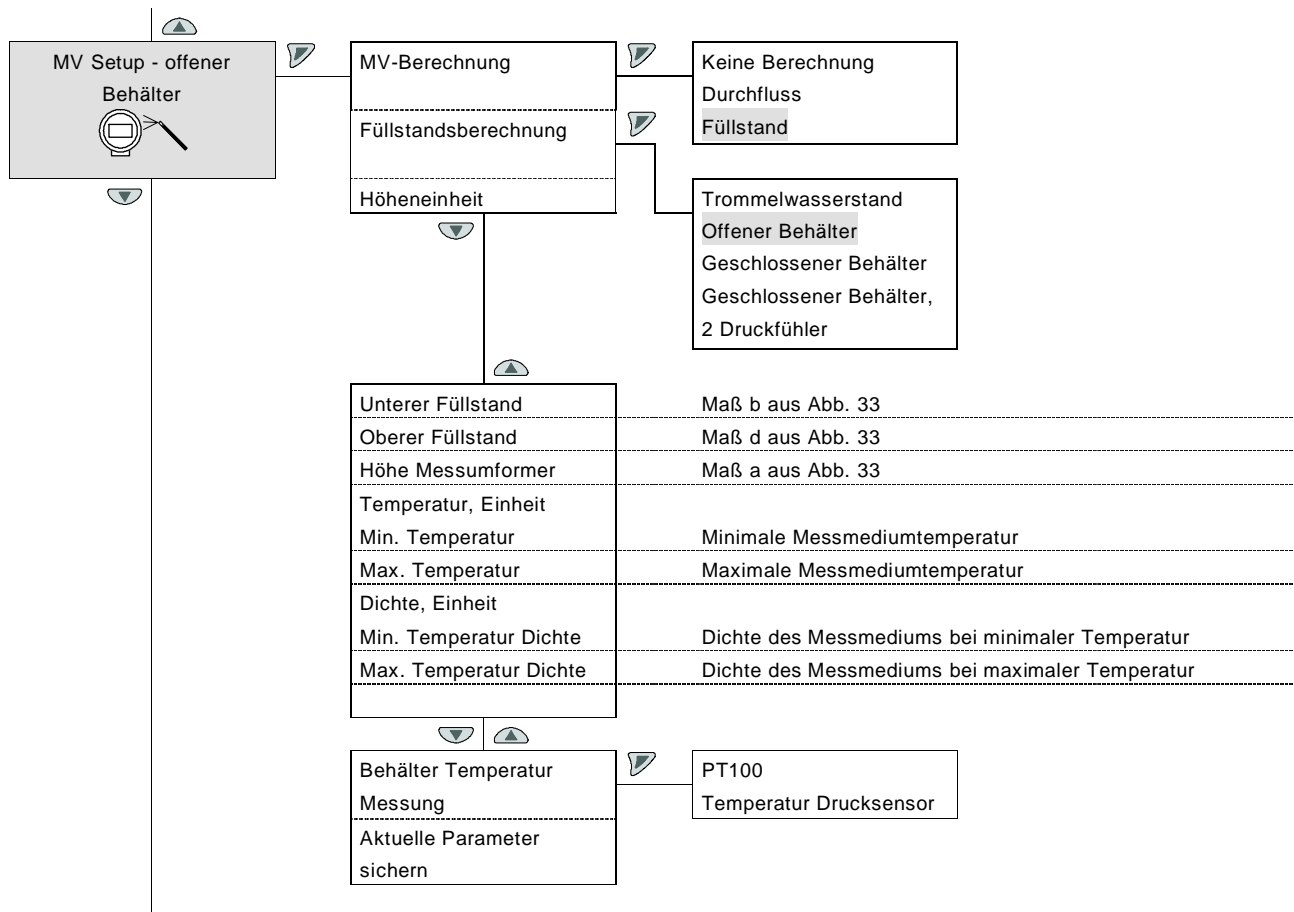 MV Setup - offener
Behälter
MV-Berechnung
Füllstandsberechnung
Höheneinheit
Keine Berechnung
Durchfluss
Füllstand
Trommelwasserstand
Offener Behälter
Geschlossener Behälter
Geschlossener Behälter,
2 Druckfühler
Unterer Füllstand Maß b aus Abb. 33
Oberer Füllstand Maß d aus Abb. 33
Höhe Messumformer Maß a aus Abb. 33
Temperatur, Einheit
Min. Temperatur Minimale Messmediumtemperatur
Max. Temperatur Maximale Messmediumtemperatur
Dichte, Einheit
Min. Temperatur Dichte Dichte des Messmediums bei minimaler Temperatur
Max. Temperatur Dichte Dichte des Messmediums bei maximaler Temperatur
Behälter Temperatur
Messung
Aktuelle Parameter
sichern
PT100
Temperatur Drucksensor